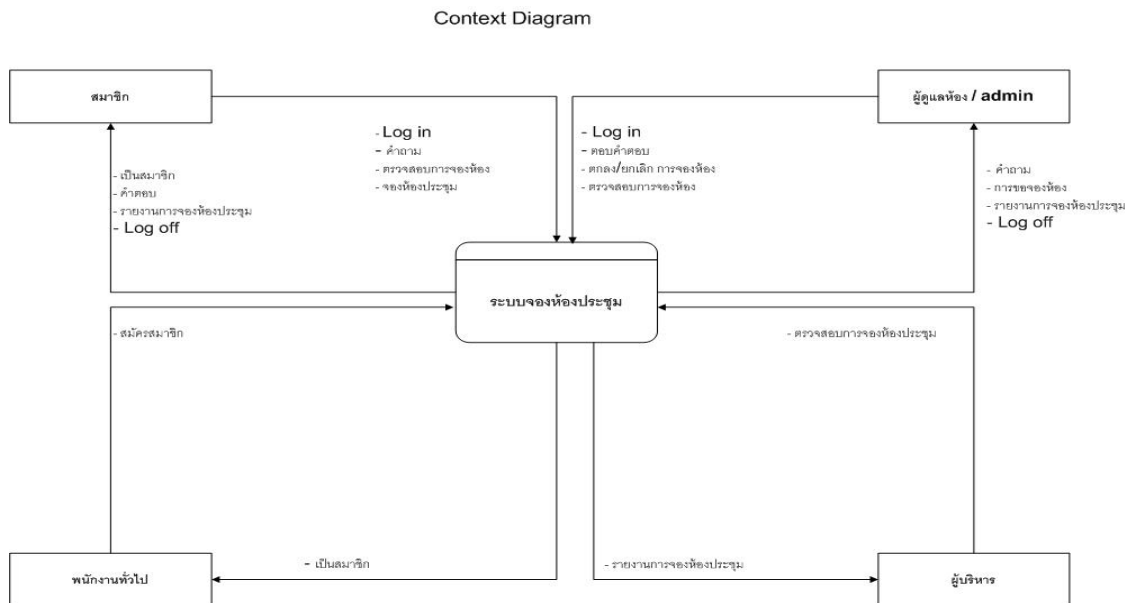 Context Diagram
สมาชิก
ผู้ดูแลห้อง / admin
- Log in
- คำถาม
- ตรวจสอบการจองห้อง
- จองห้องประชุม
- Log in
- ตอบคำตอบ
- ตกลง/ยกเลิก การจองห้อง
- ตรวจสอบการจองห้อง
- เป็นสมาชิก
- คำตอบ
- รายงานการจองห้องประชุม
- Log off
- คำถาม
- การขอจองห้อง
- รายงานการจองห้องประชุม
- Log off
ระบบจองห้องประชุม
- สมัครสมาชิก
- ตรวจสอบการจองห้องประชุม
- เป็นสมาชิก
- รายงานการจองห้องประชุม
พนักงานทั่วไป
ผู้บริหาร